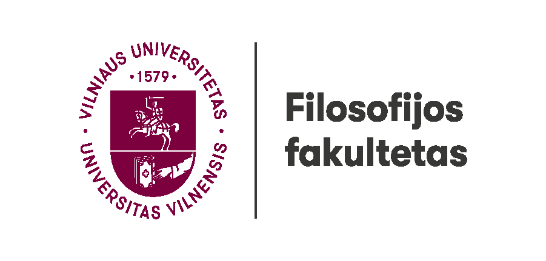 · VILNIAUS UNIVERSITETAS ·
· 1579 ·
UNIVERSITAS VILNENSIS
Filosofijos
fakultetas